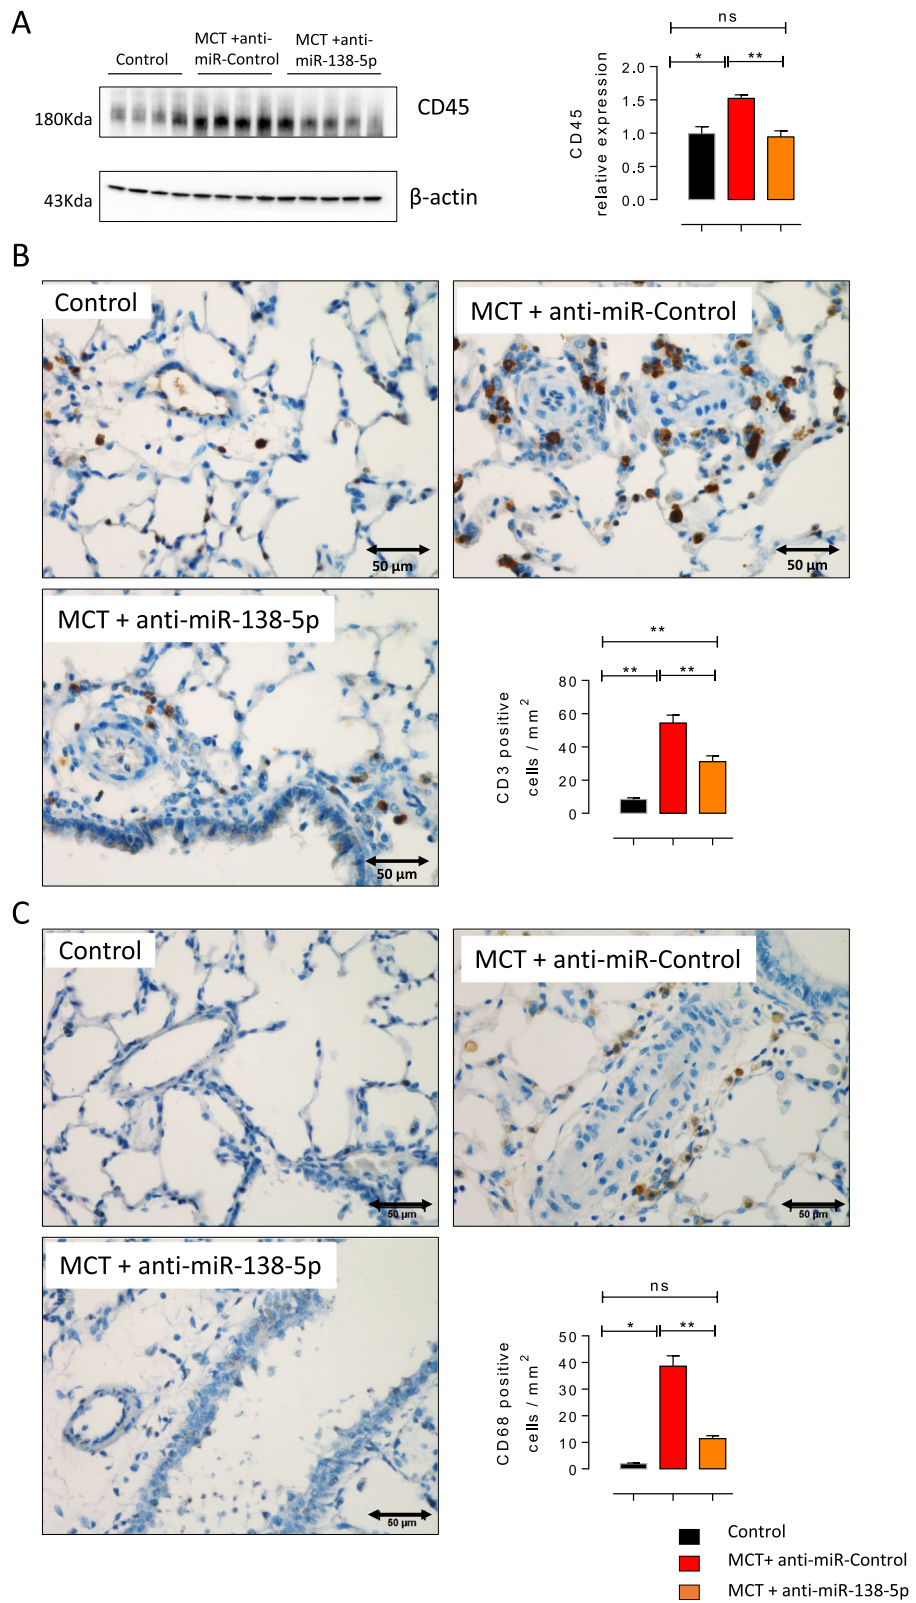 A
Control
MCT +anti-
miR-Control
MCT +anti-
miR-138-5p
180Kda
CD45
43Kda
β-actin
ns
* **
CD45
relative expression
2.0
1.5
1.0
0.5
0.0
B
Control
50 µm
MCT + anti-miR-Control
50 µm
MCT + anti-miR-138-5p
50 µm
**
** **
CD3 positive
cells / mm²
80
60
40
20
0
C
Control
50 µm
MCT + anti-miR-Control
50 µm
MCT + anti-miR-138-5p
50 µm
ns
* **
CD68 positive
cells / mm²
50
40
30
20
10
0
Control
MCT+ anti-miR-Control
MCT + anti-miR-138-5p